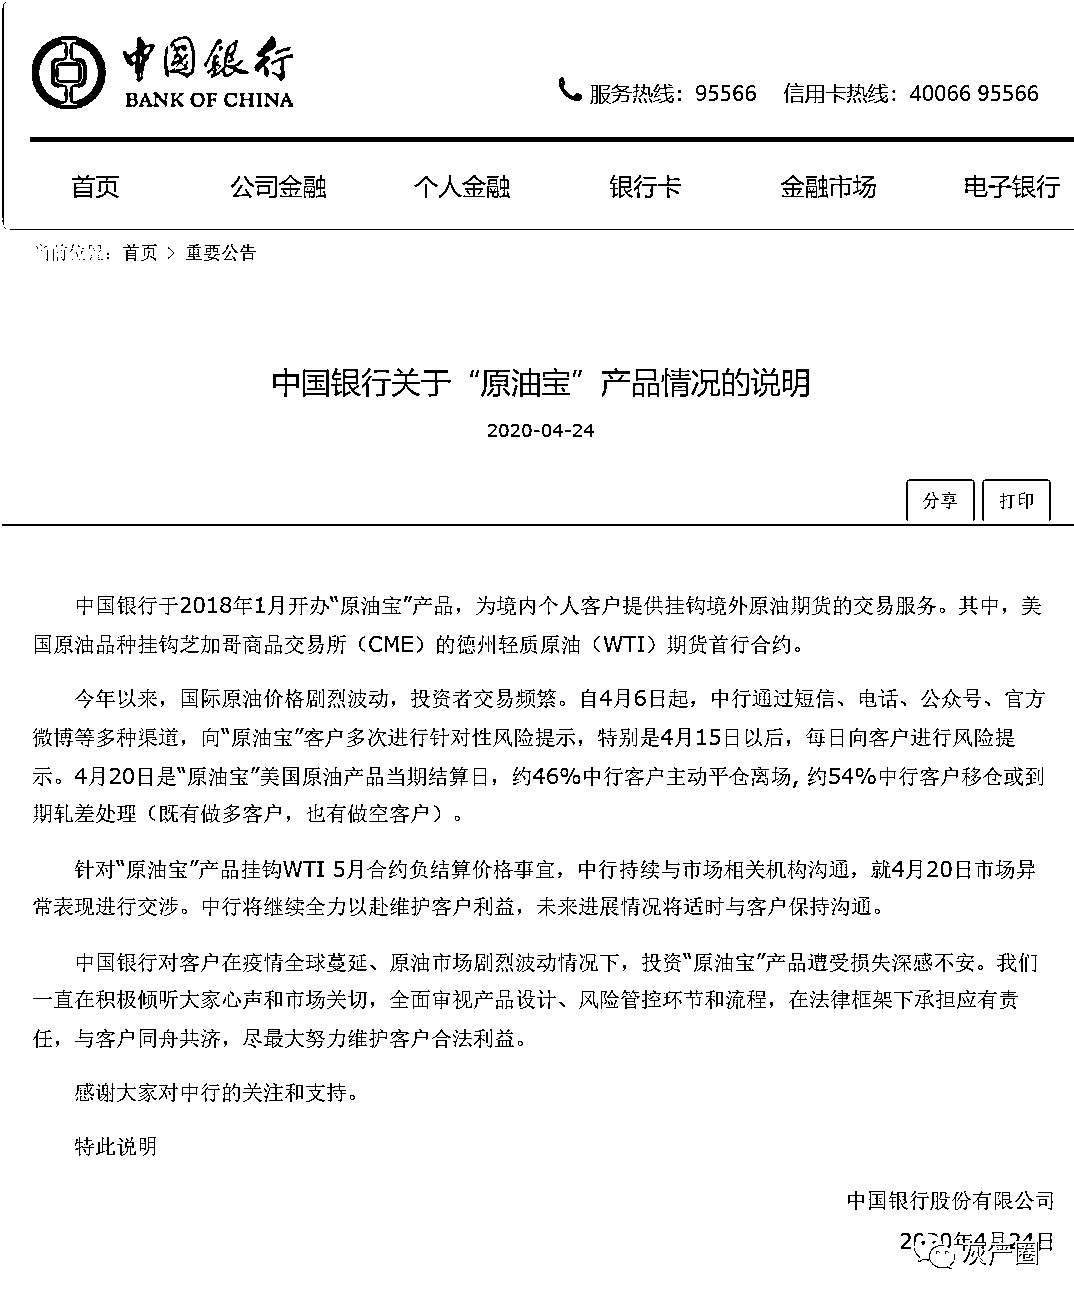 中国银行
BANK OF CHINA
服务热线：95566 信用卡热线：40066 95566
首页 公司金融 个人金融 银行卡 金融市场 电子银行
当前位置：首页 > 重要公告
中国银行关于“原油宝”产品情况的说明
2020-04-24
分享 打印
中国银行于2018年1月开办“原油宝”产品，为境内个人客户提供挂钩境外原油期货的交易服务。其中，美
国原油品种挂钩芝加哥商品交易所（CME）的德州轻质原油（WTI）期货首行合约。
今年以来，国际原油价格剧烈波动，投资者交易频繁。自4月6日起，中行通过短信、电话、公众号、官方
微博等多种渠道，向“原油宝”客户多次进行针对性风险提示，特别是4月15日以后，每日向客户进行风险提
示。4月20日是“原油宝”美国原油产品当期结算日，约46%中行客户主动平仓离场, 约54%中行客户移仓或到
期轧差处理（既有做多客户，也有做空客户）。
针对“原油宝”产品挂钩WTI 5月合约负结算价格事宜，中行持续与市场相关机构沟通，就4月20日市场异
常表现进行交涉。中行将继续全力以赴维护客户利益，未来进展情况将适时与客户保持沟通。
中国银行对客户在疫情全球蔓延、原油市场剧烈波动情况下，投资“原油宝”产品遭受损失深感不安。我们
一直在积极倾听大家心声和市场关切，全面审视产品设计、风险管控环节和流程，在法律框架下承担应有责
任，与客户同舟共济，尽最大努力维护客户合法利益。
感谢大家对中行的关注和支持。
特此说明
中国银行股份有限公司
2020年4月24日
灰产圈